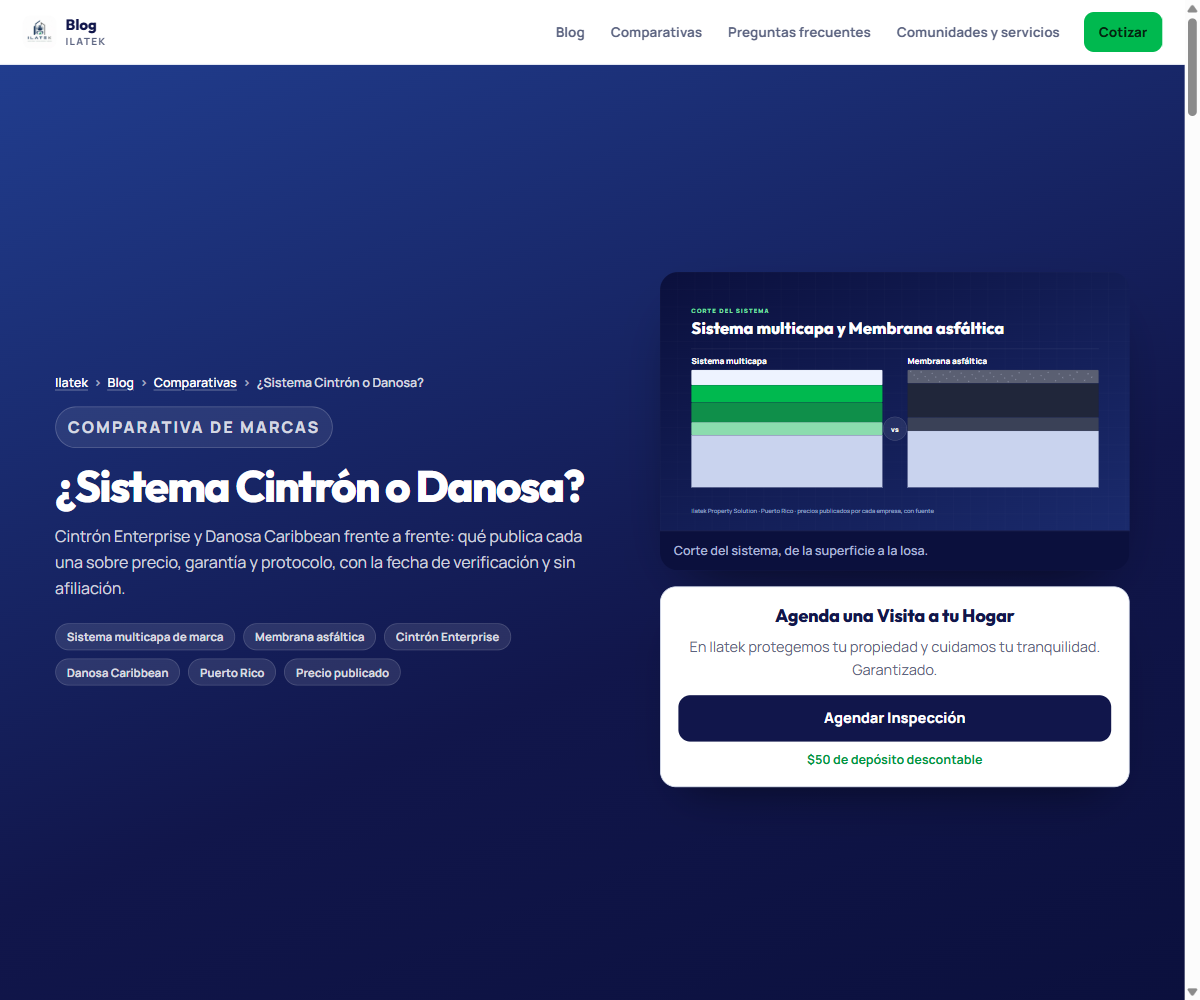 Blog
ILATEK
Blog
Comparativas
Preguntas frecuentes
Comunidades y servicios
Cotizar
Ilatek › Blog › Comparativas › ¿Sistema Cintrón o Danosa?
COMPARATIVA DE MARCAS
¿Sistema Cintrón o Danosa?
Cintrón Enterprise y Danosa Caribbean frente a frente: qué publica cada
una sobre precio, garantía y protocolo, con la fecha de verificación y sin
afiliación.
Sistema multicapa de marca
Membrana asfáltica
Cintrón Enterprise
Danosa Caribbean
Puerto Rico
Precio publicado
CORTE DEL SISTEMA
Sistema multicapa y Membrana asfáltica
Sistema multicapa
Membrana asfáltica
vs
Ilatek Property Solution · Puerto Rico · precios publicados por cada empresa, con fuente
Corte del sistema, de la superficie a la losa.
Agenda una Visita a tu Hogar
En Ilatek protegemos tu propiedad y cuidamos tu tranquilidad.
Garantizado.
Agendar Inspección
$50 de depósito descontable